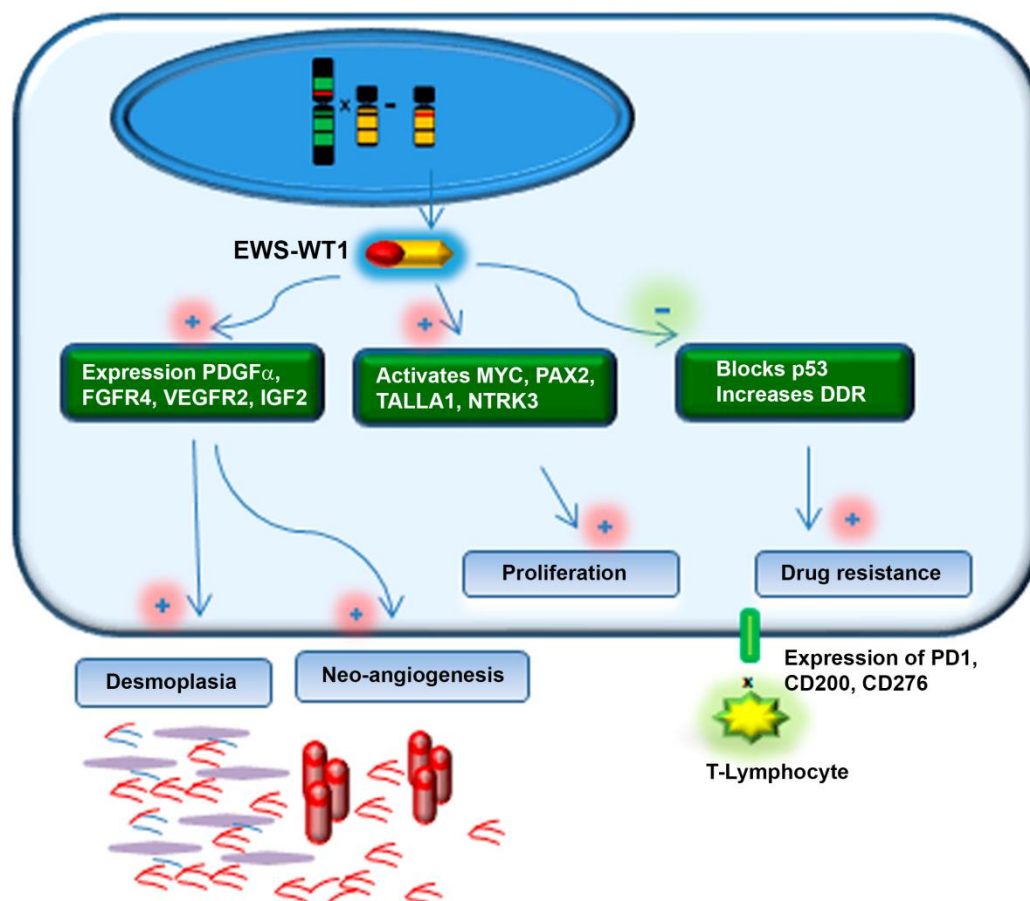 x
-
EWS-WT1
+
+
-
Expression PDGFα,
FGFR4, VEGFR2, IGF2
Activates MYC, PAX2,
TALLA1, NTRK3
Blocks p53
Increases DDR
+
+
Proliferation
Drug resistance
+
+
Desmoplasia
Neo-angiogenesis
Expression of PD1,
CD200, CD276
x
T-Lymphocyte